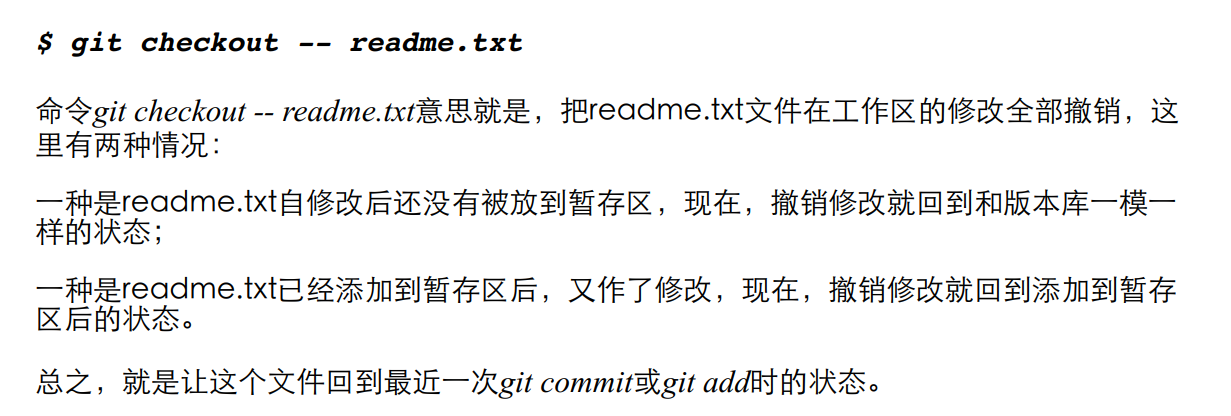 $ git checkout -- readme.txt
命令git checkout -- readme.txt意思就是，把readme.txt文件在工作区的修改全部撤销，这
里有两种情况：
一种是readme.txt自修改后还没有被放到暂存区，现在，撤销修改就回到和版本库一模一
样的状态；
一种是readme.txt已经添加到暂存区后，又作了修改，现在，撤销修改就回到添加到暂存
区后的状态。
总之，就是让这个文件回到最近一次git commit或git add时的状态。